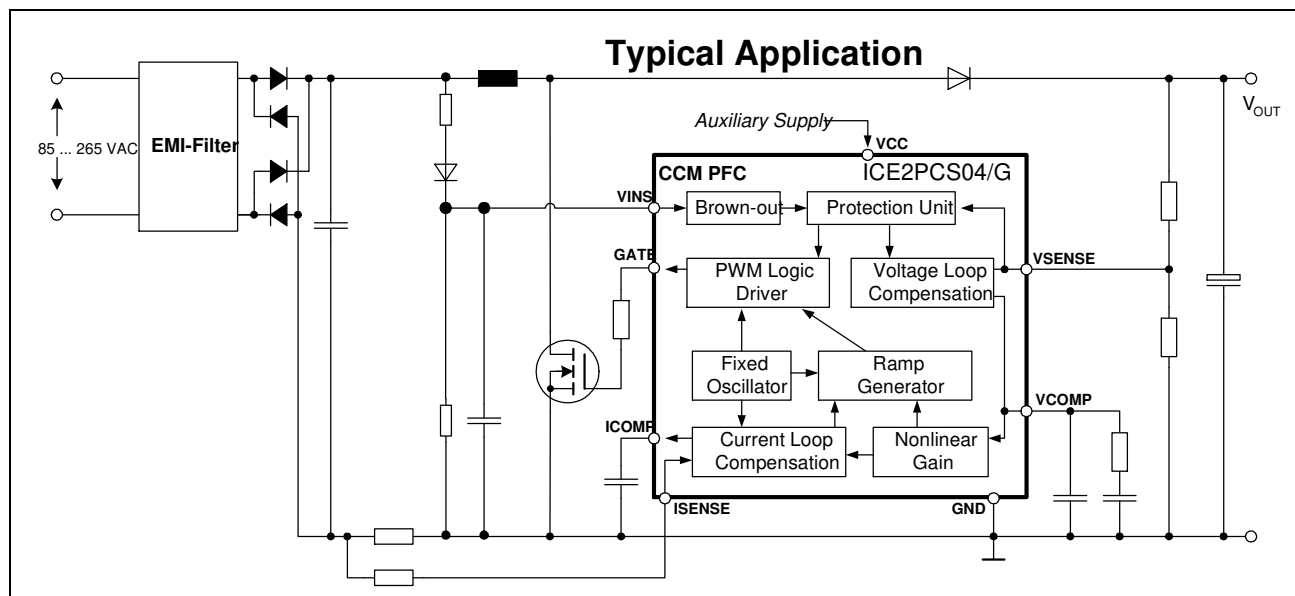 Typical Application
85 ... 265 VAC
EMI-Filter
Auxiliary Supply
VCC
V_OUT
CCM PFC
ICE2PCS04/G
VINS
Brown-out
Protection Unit
GATE
PWM Logic
Driver
Voltage Loop
Compensation
VSENSE
Fixed
Oscillator
Ramp
Generator
VCOMP
ICOMP
Current Loop
Compensation
Nonlinear
Gain
ISENSE
GND